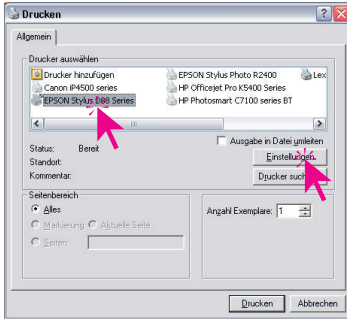 Drucken
Allgemein
Drucker auswählen
Drucker hinzufügen
Canon iP4500 series
EPSON Stylus D88 Series
EPSON Stylus Photo R2400
HP Officejet Pro K5400 Series
HP Photosmart C7100 series BT
Lex
Status: Bereit
Standort:
Kommentar:
Ausgabe in Datei umleiten
Einstellungen
Drucker
Seitenbereich
Alles
Markierung Aktuelle Seite
Seiten:
Anzahl Exemplare: 1
Drucken Abbrechen